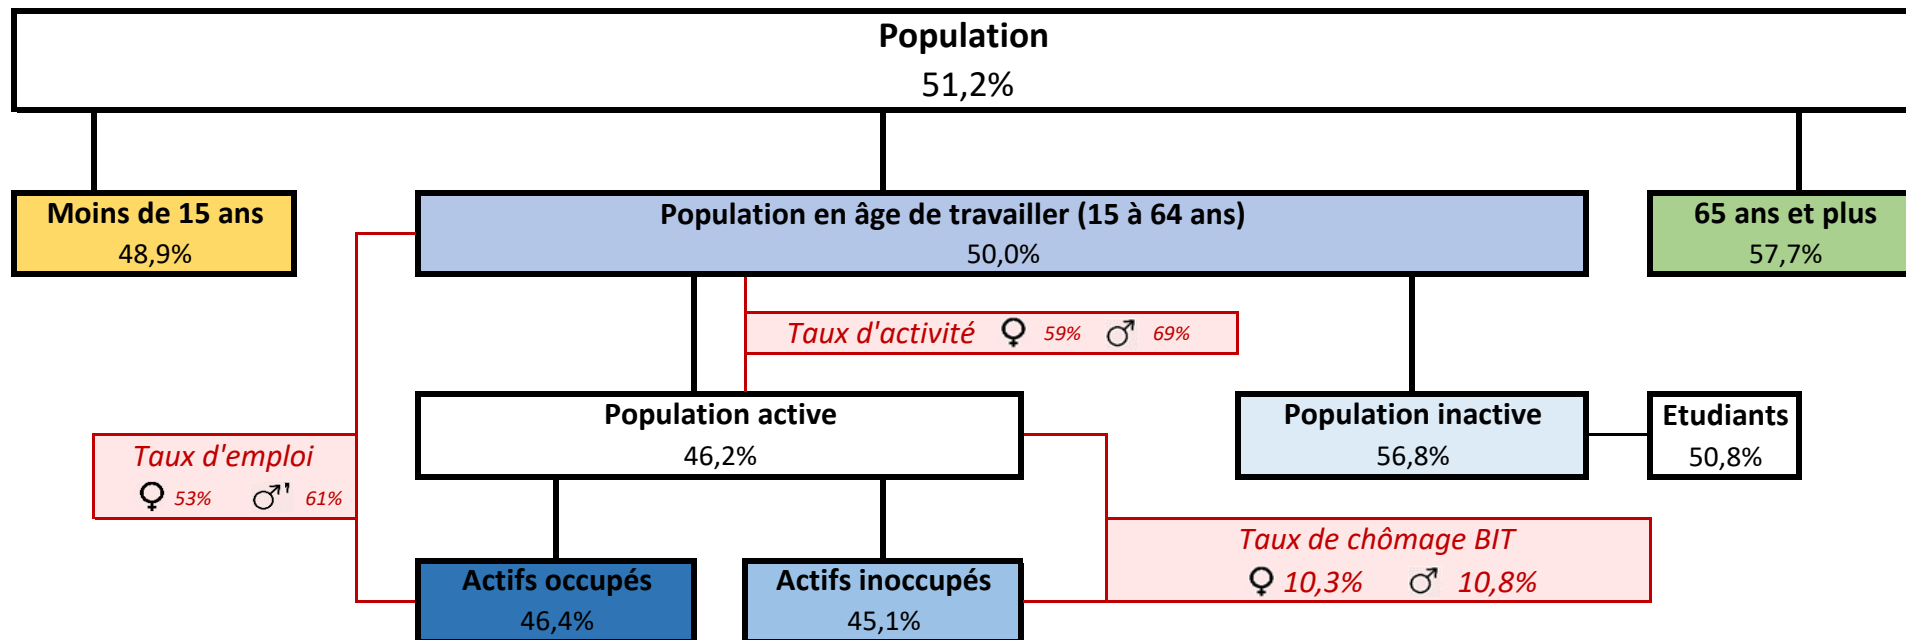 Population
51,2%
Moins de 15 ans
48,9%
Population en âge de travailler (15 à 64 ans)
50,0%
65 ans et plus
57,7%
Taux d'activité ♀ 59% ♂ 69%
Population active
46,2%
Population inactive
56,8%
Etudiants
50,8%
Taux d'emploi
♀ 53% ♂' 61%
Taux de chômage BIT
♀ 10,3% ♂ 10,8%
Actifs occupés
46,4%
Actifs inoccupés
45,1%